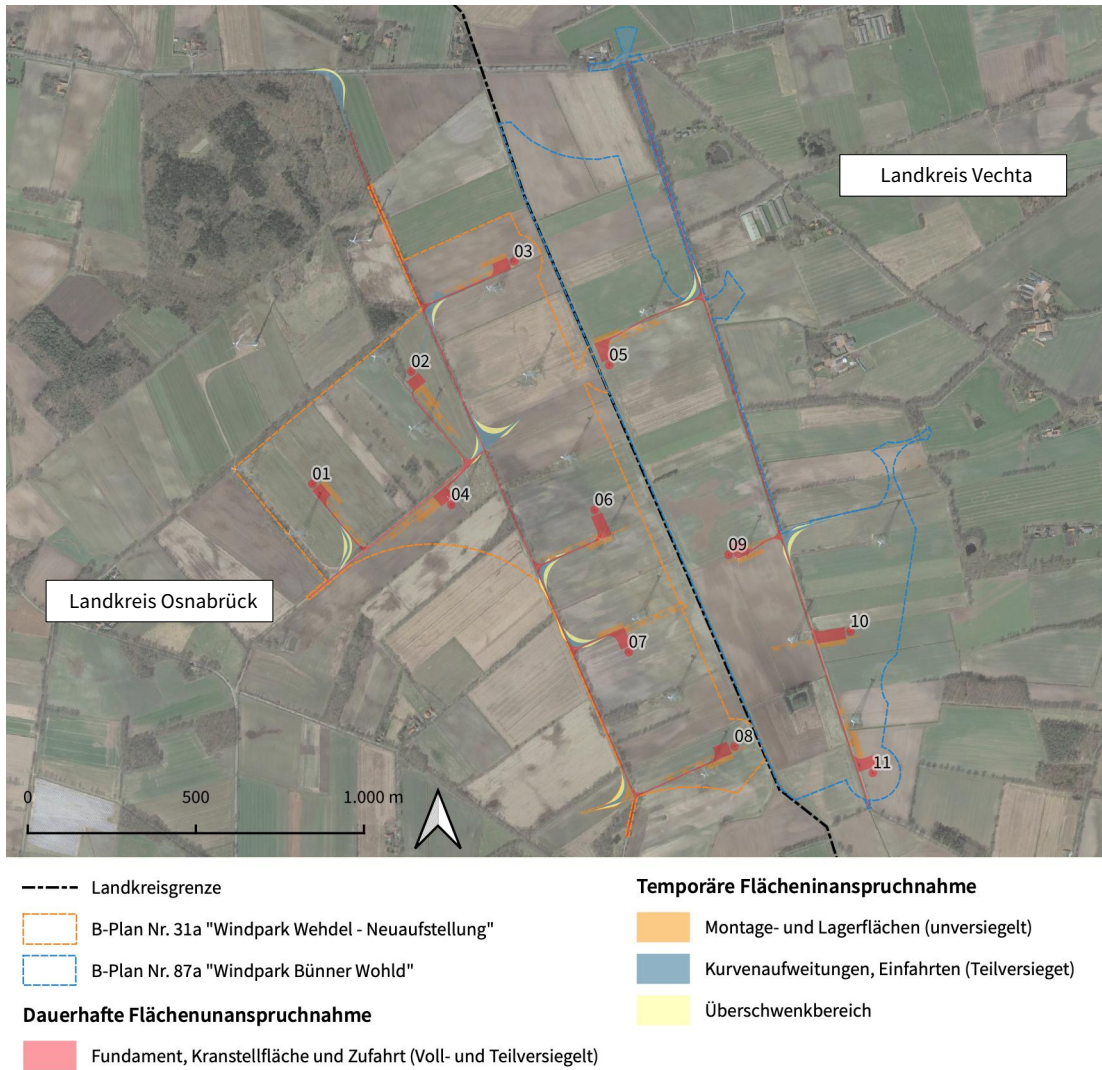 Landkreis Vechta
03
05
02
01
04
06
09
Landkreis Osnabrück
10
07
08
11
0 500 1.000 m
Landkreisgrenze
B-Plan Nr. 31a "Windpark Wehdel - Neuaufstellung"
B-Plan Nr. 87a "Windpark Bünner Wohld"
Dauerhafte Flächenunanspruchnahme
Fundament, Kranstellfläche und Zufahrt (Voll- und Teilversiegelt)
Temporäre Flächeninanspruchnahme
Montage- und Lagerflächen (unversiegelt)
Kurvenaufweitungen, Einfahrten (Teilversieget)
Überschwenkbereich